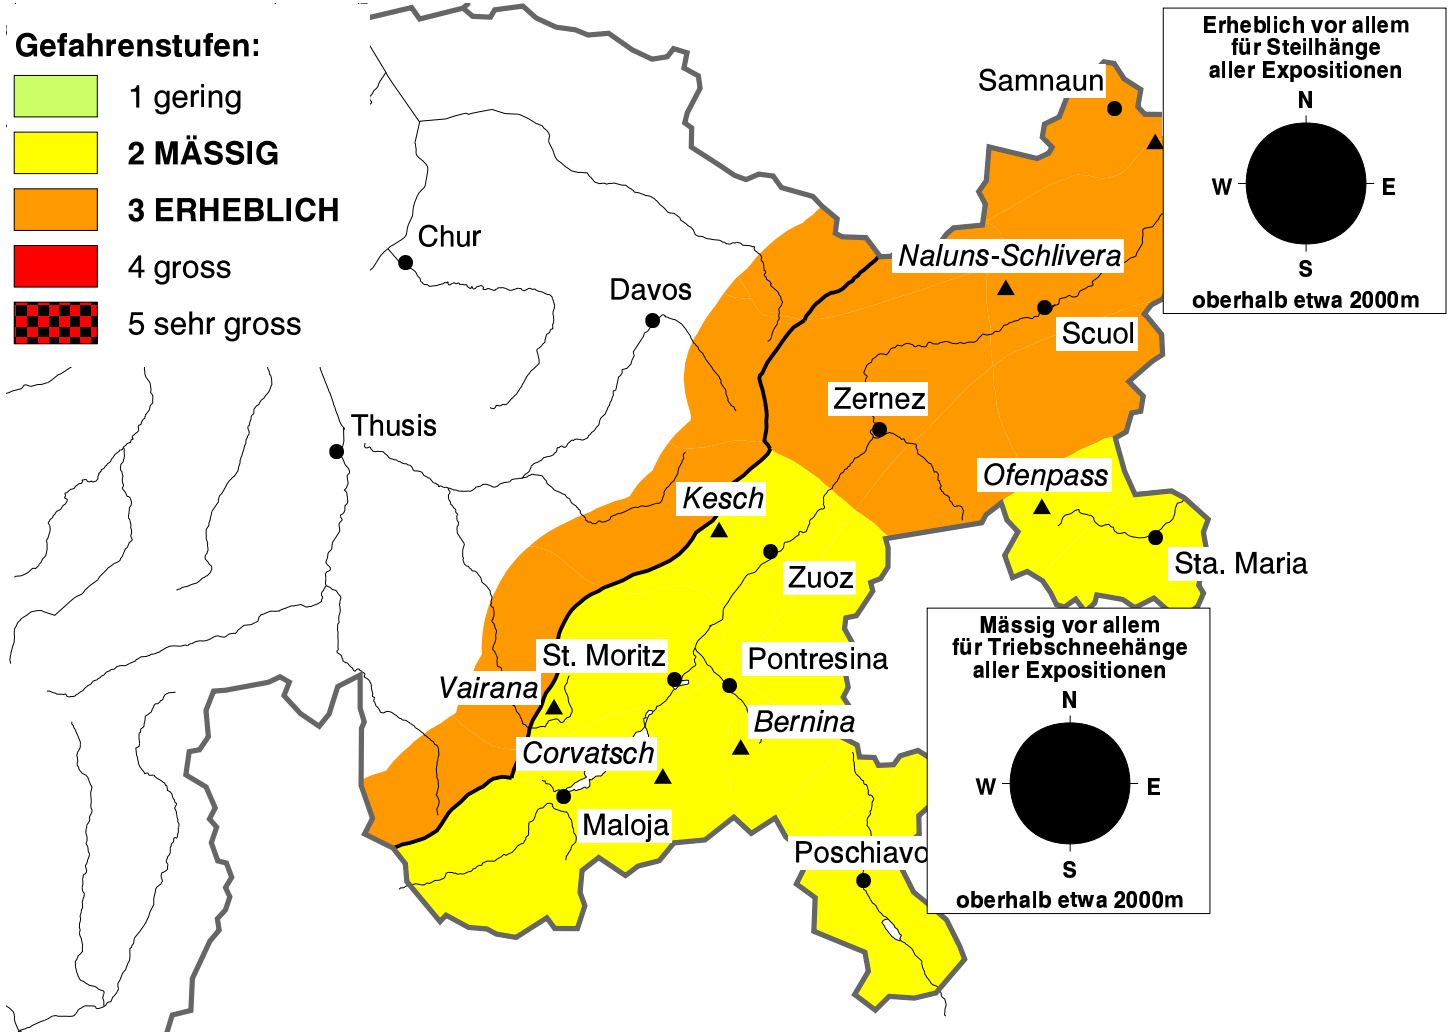 Gefahrenstufen:
1 gering
2 MÄSSIG
3 ERHEBLICH
4 gross
5 sehr gross
Erheblich vor allem
für Steilhänge
aller Expositionen
N
W E
S
oberhalb etwa 2000m
Samnaun
Chur
Naluns-Schlivera
Davos
Scuol
Zernez
Thusis
Ofenpass
Kesch
Sta. Maria
Zuoz
St. Moritz
Pontresina
Vairana
Bernina
Corvatsch
Maloja
Poschiavo
Mässig vor allem
für Triebschneehänge
aller Expositionen
N
W E
S
oberhalb etwa 2000m